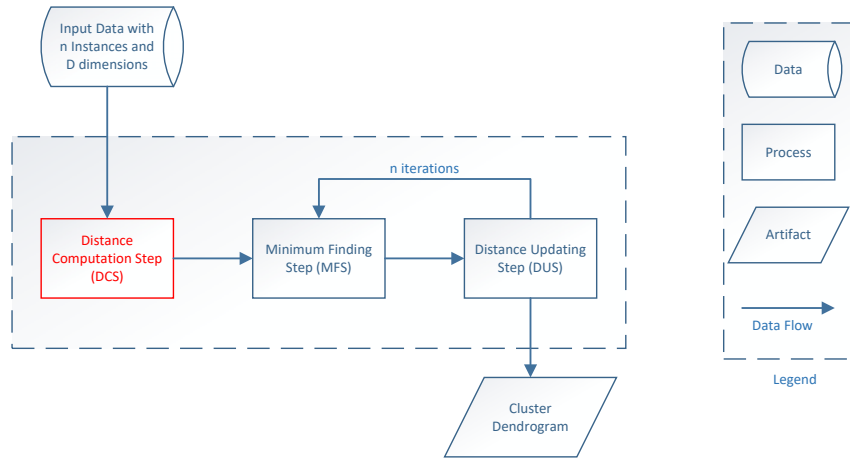 Input Data with
n Instances and
D dimensions
n iterations
Distance
Computation Step
(DCS)
Minimum Finding
Step (MFS)
Distance Updating
Step (DUS)
Cluster
Dendrogram
Data
Process
Artifact
Data Flow
Legend